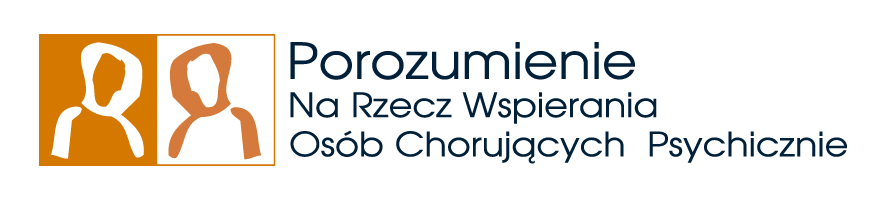 Porozumienie
Na Rzecz Wspierania
Osób Chorujących Psychicznie